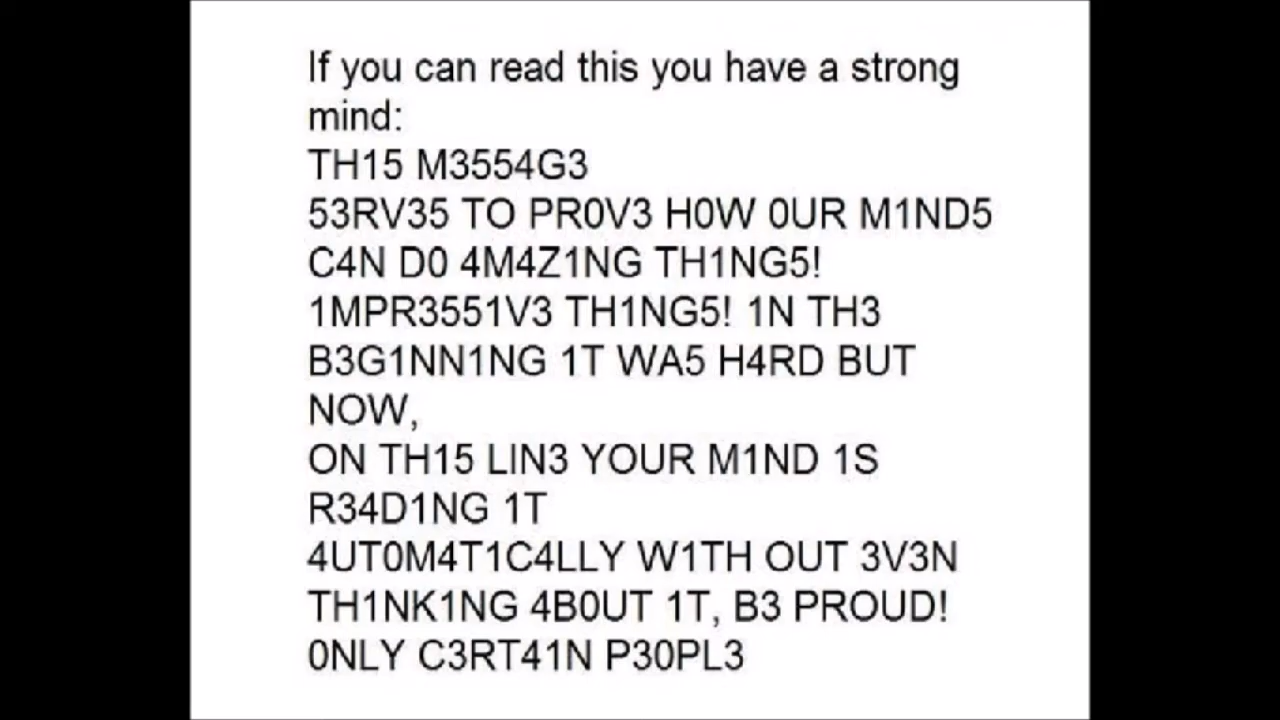 If you can read this you have a strong
mind:
TH15 M3554G3
53RV35 TO PR0V3 H0W 0UR M1ND5
C4N D0 4M4Z1NG TH1NG5!
1MPR3551V3 TH1NG5! 1N TH3
B3G1NN1NG 1T WA5 H4RD BUT
NOW,
ON TH15 LIN3 YOUR M1ND 1S
R34D1NG 1T
4UT0M4T1C4LLY W1TH OUT 3V3N
TH1NK1NG 4B0UT 1T, B3 PROUD!
0NLY C3RT41N P30PL3